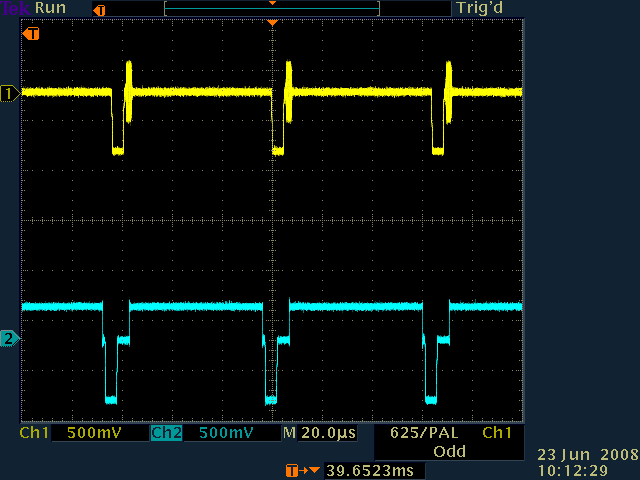 Tek Run T Trig'd
T
1
2
Ch1 500mV Ch2 500mV M 20.0µs 625/PAL Ch1
Odd
T 39.6523ms
23 Jun 2008
10:12:29